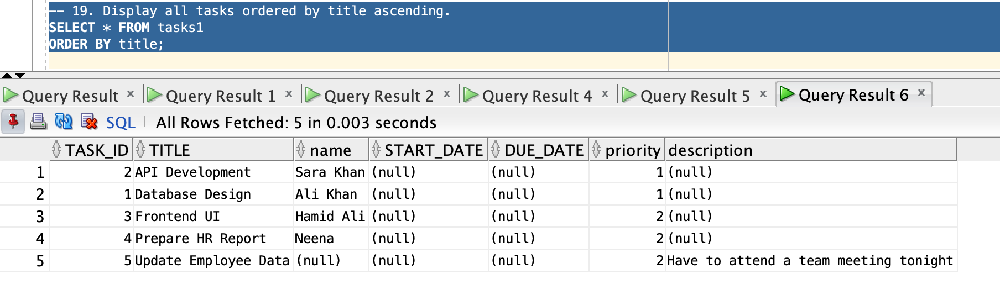 -- 19. Display all tasks ordered by title ascending.
SELECT * FROM tasks1
ORDER BY title;
Query Result x Query Result 1 x Query Result 2 x Query Result 4 x Query Result 5 x Query Result 6 x
SQL All Rows Fetched: 5 in 0.003 seconds
TASK_ID TITLE name START_DATE DUE_DATE priority description
1 2 API Development Sara Khan (null) (null) 1 (null)
2 1 Database Design Ali Khan (null) (null) 1 (null)
3 3 Frontend UI Hamid Ali (null) (null) 2 (null)
4 4 Prepare HR Report Neena (null) (null) 2 (null)
5 5 Update Employee Data (null) (null) (null) 2 Have to attend a team meeting tonight